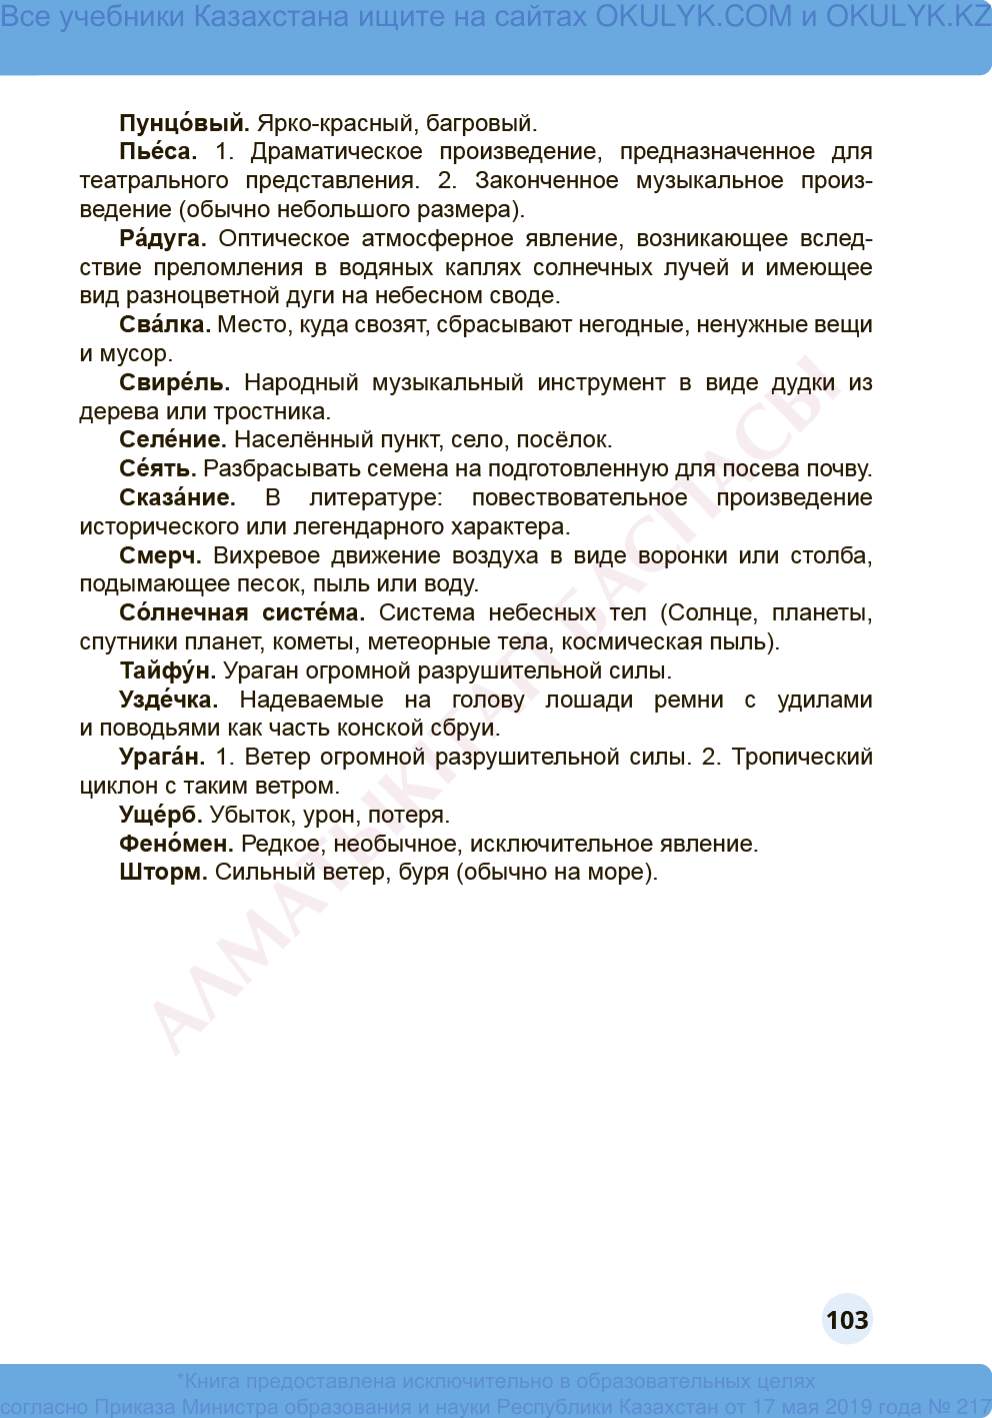 Все учебники Казахстана ищите на сайтах OKULYK.COM и OKULYK.KZ
Пунцо́вый. Ярко-красный, багровый.
Пье́са. 1. Драматическое произведение, предназначенное для
театрального представления. 2. Законченное музыкальное произ-
ведение (обычно небольшого размера).
Ра́дуга. Оптическое атмосферное явление, возникающее вслед-
ствие преломления в водяных каплях солнечных лучей и имеющее
вид разноцветной дуги на небесном своде.
Сва́лка. Место, куда свозят, сбрасывают негодные, ненужные вещи
и мусор.
Свире́ль. Народный музыкальный инструмент в виде дудки из
дерева или тростника.
Селе́ние. Населённый пункт, село, посёлок.
Се́ять. Разбрасывать семена на подготовленную для посева почву.
Сказа́ние. В литературе: повествовательное произведение
исторического или легендарного характера.
Смерч. Вихревое движение воздуха в виде воронки или столба,
подымающее песок, пыль или воду.
Со́лнечная систе́ма. Система небесных тел (Солнце, планеты,
спутники планет, кометы, метеорные тела, космическая пыль).
Тайфу́н. Ураган огромной разрушительной силы.
Узде́чка. Надеваемые на голову лошади ремни с удилами
и поводьями как часть конской сбруи.
Урага́н. 1. Ветер огромной разрушительной силы. 2. Тропический
циклон с таким ветром.
Уще́рб. Убыток, урон, потеря.
Фено́мен. Редкое, необычное, исключительное явление.
Шторм. Сильный ветер, буря (обычно на море).
АЛМАТЫКІТАП БАСПАСЫ
103
*Книга предоставлена исключительно в образовательных целях
согласно Приказа Министра образования и науки Республики Казахстан от 17 мая 2019 года № 217